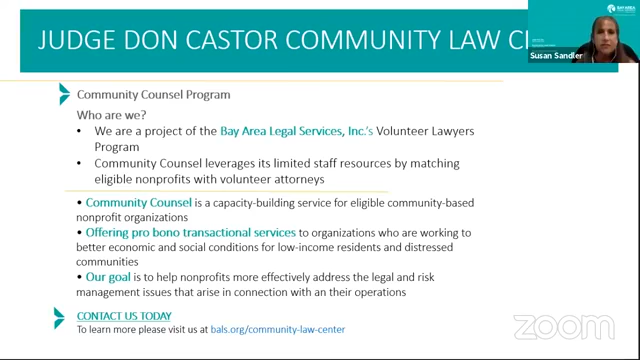 JUDGE DON CASTOR COMMUNITY LAW CE
BAY AREA
Susan Sandler
Community Counsel Program
Who are we?
• We are a project of the Bay Area Legal Services, Inc.'s Volunteer Lawyers
Program
• Community Counsel leverages its limited staff resources by matching
eligible nonprofits with volunteer attorneys
• Community Counsel is a capacity-building service for eligible community-based
nonprofit organizations
• Offering pro bono transactional services to organizations who are working to
better economic and social conditions for low-income residents and distressed
communities
• Our goal is to help nonprofits more effectively address the legal and risk
management issues that arise in connection with an their operations
CONTACT US TODAY
To learn more please visit us at bals.org/community-law-center
zoom